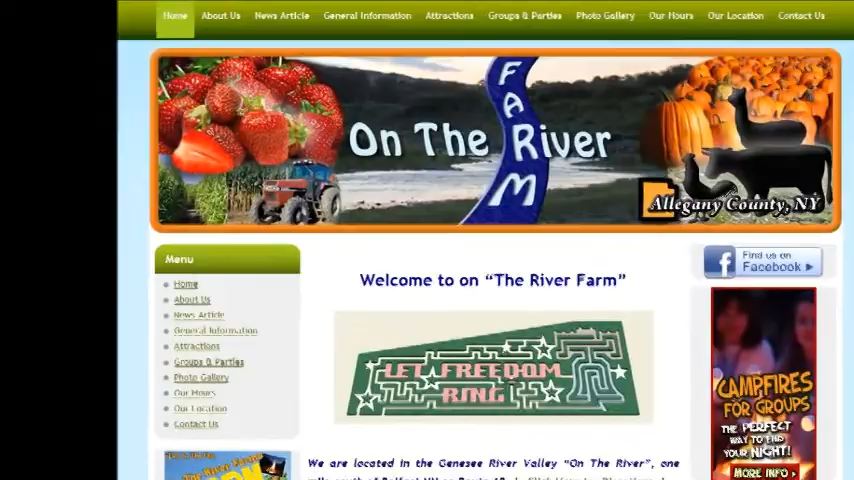 Home About Us News Article General Information Attractions Groups & Parties Photo Gallery Our Hours Our Location Contact Us
On The River
FARM
Allegany County, NY
Menu
Home
About Us
News Article
General Information
Attractions
Groups & Parties
Photo Gallery
Our Hours
Our Location
Contact Us
Welcome to on “The River Farm”
LET FREEDOM
RING
We are located in the Genesee River Valley “On The River”, one
Find us on
Facebook
CAMPFIRES
FOR GROUPS
THE PERFECT
WAY TO END
YOUR NIGHT!
MORE INFO